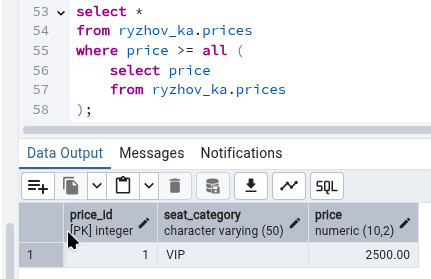 53 select *
54 from ryzhov_ka.prices
55 where price >= all (
56 select price
57 from ryzhov_ka.prices
58 );
Data Output Messages Notifications
SQL
price_id seat_category price
[PK] integer character varying (50) numeric (10,2)
1 1 VIP 2500.00